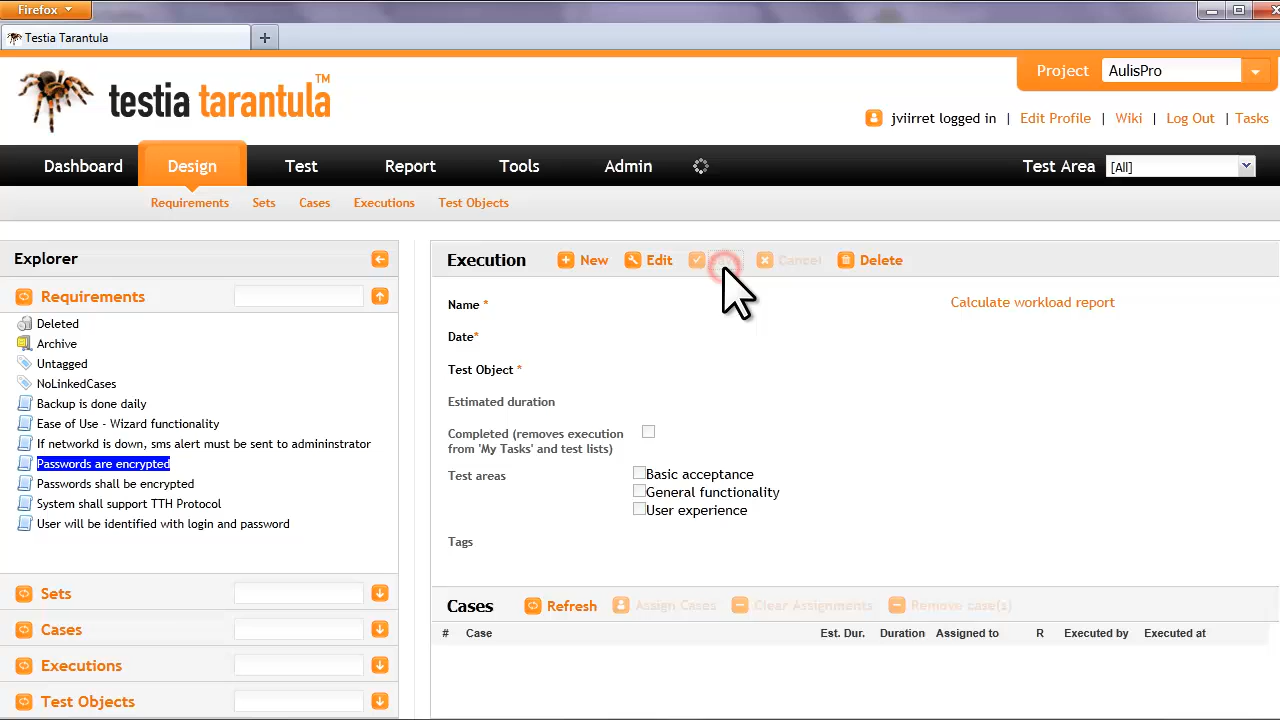 Firefox
Testia Tarantula
testia tarantula™
Project AulisPro
jviirret logged in | Edit Profile | Wiki | Log Out | Tasks
Dashboard Design Test Report Tools Admin Test Area [All]
Requirements Sets Cases Executions Test Objects
Explorer
Requirements
Deleted
Archive
Untagged
NoLinkedCases
Backup is done daily
Ease of Use - Wizard functionality
If networkd is down, sms alert must be sent to admininstrator
Passwords are encrypted
Passwords shall be encrypted
System shall support TTH Protocol
User will be identified with login and password
Sets
Cases
Executions
Test Objects
Execution New Edit Cancel Delete
Name *
Calculate workload report
Date*
Test Object *
Estimated duration
Completed (removes execution
from 'My Tasks' and test lists)
Test areas
Basic acceptance
General functionality
User experience
Tags
Cases Refresh Assign Cases Clear Assignments Remove case(s)
# Case Est. Dur. Duration Assigned to R Executed by Executed at